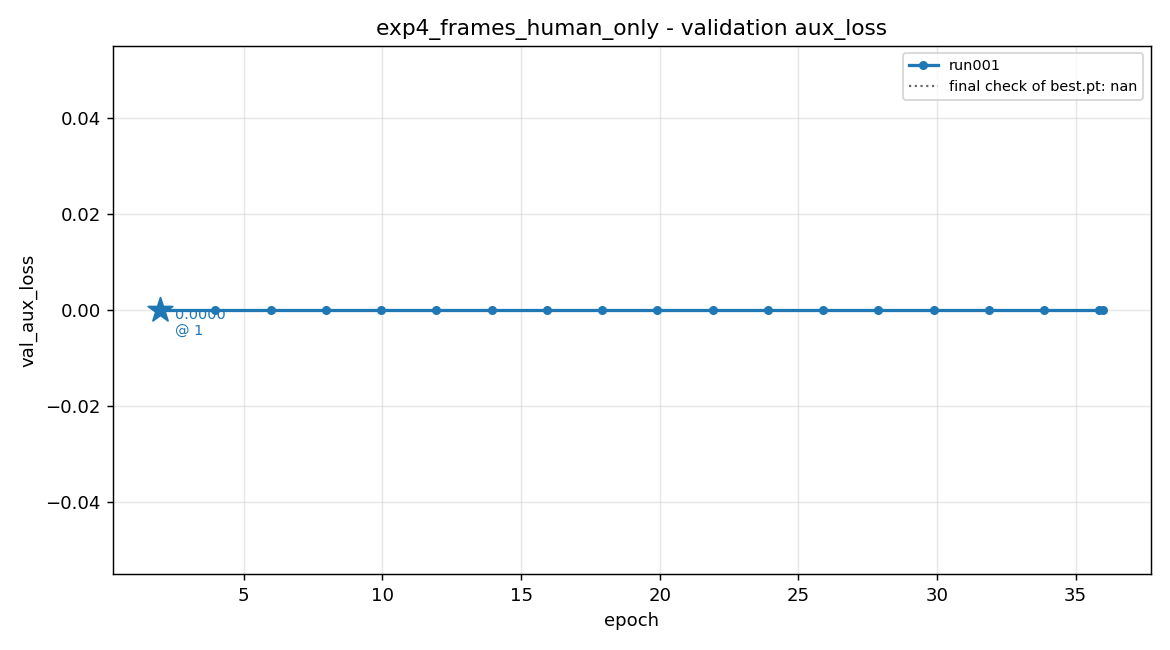 exp4_frames_human_only - validation aux_loss
run001
final check of best.pt: nan
val_aux_loss
0.04
0.02
0.00
−0.02
−0.04
0.0000
@ 1
5
10
15
20
25
30
35
epoch